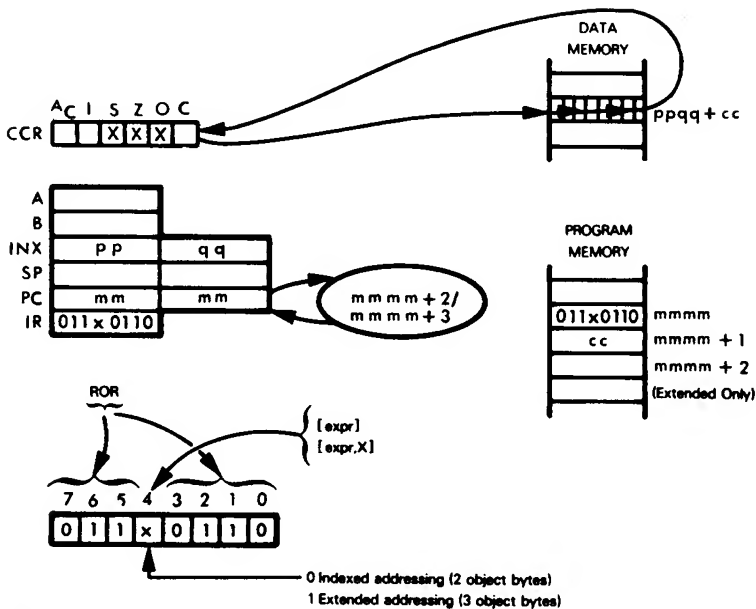 DATA
MEMORY
AC I S Z O C
CCR X X X
ppqq + cc
A
B
INX pp qq
SP
PC mm mm
IR 011x0110
mmmm + 2/
mmmm + 3
PROGRAM
MEMORY
011x0110 mmmm
cc mmmm + 1
mmmm + 2
(Extended Only)
ROR
[expr]
[expr,X]
7 6 5 4 3 2 1 0
0 1 1 x 0 1 1 0
0 Indexed addressing (2 object bytes)
1 Extended addressing (3 object bytes)